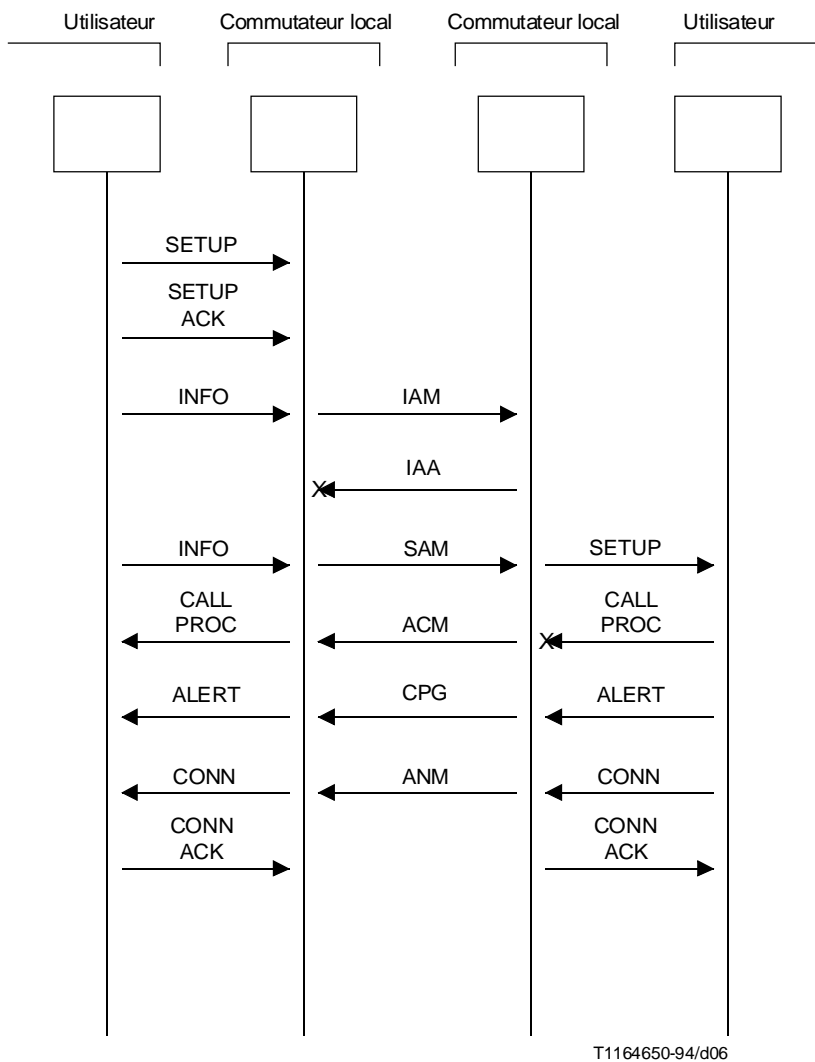 Utilisateur Commutateur local Commutateur local Utilisateur
SETUP
SETUP
ACK
INFO IAM
IAA
X
INFO SAM SETUP
CALL CALL
PROC ACM PROC
X
ALERT CPG ALERT
CONN ANM CONN
CONN CONN
ACK ACK
T1164650-94/d06